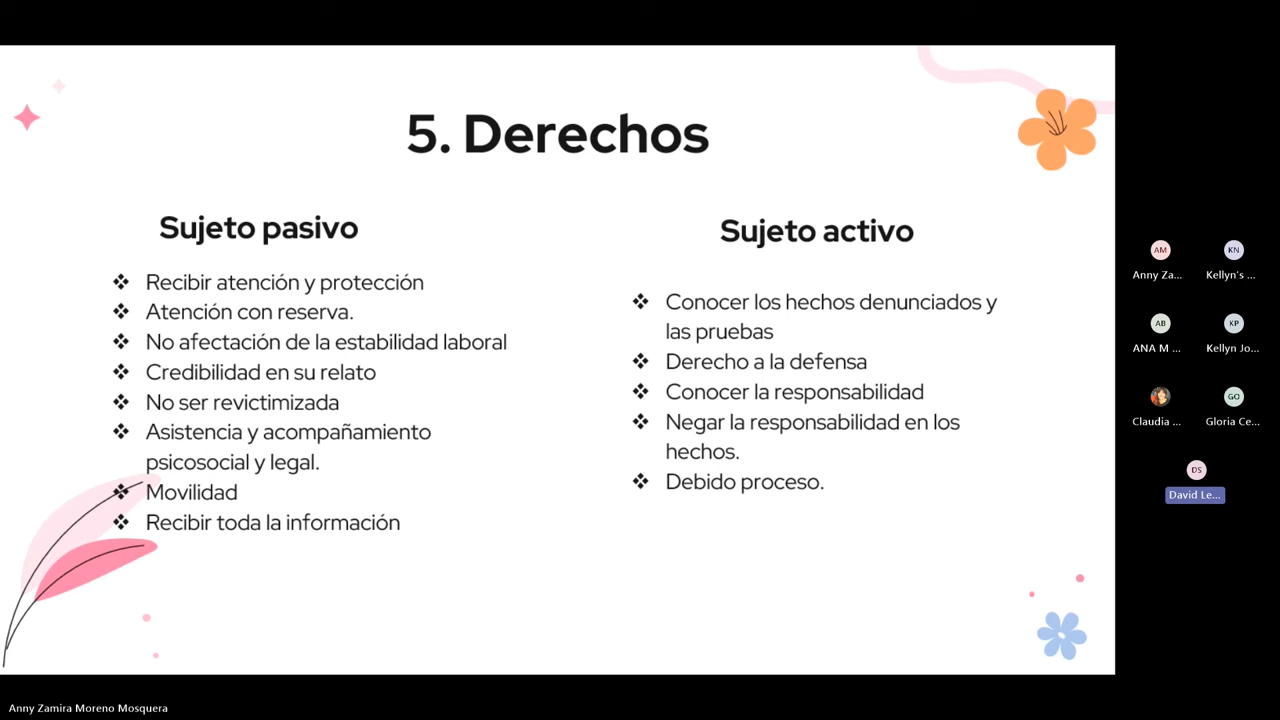 5. Derechos
Sujeto pasivo
❖ Recibir atención y protección
❖ Atención con reserva.
❖ No afectación de la estabilidad laboral
❖ Credibilidad en su relato
❖ No ser revictimizada
❖ Asistencia y acompañamiento
psicosocial y legal.
❖ Movilidad
❖ Recibir toda la información
Sujeto activo
❖ Conocer los hechos denunciados y
las pruebas
❖ Derecho a la defensa
❖ Conocer la responsabilidad
❖ Negar la responsabilidad en los
hechos.
❖ Debido proceso.
AM
Anny Za...
KN
Kellyn's ...
AB
ANA M ...
KP
Kellyn Jo...
Claudia ...
GO
Gloria Ce...
DS
David Le...
Anny Zamira Moreno Mosquera